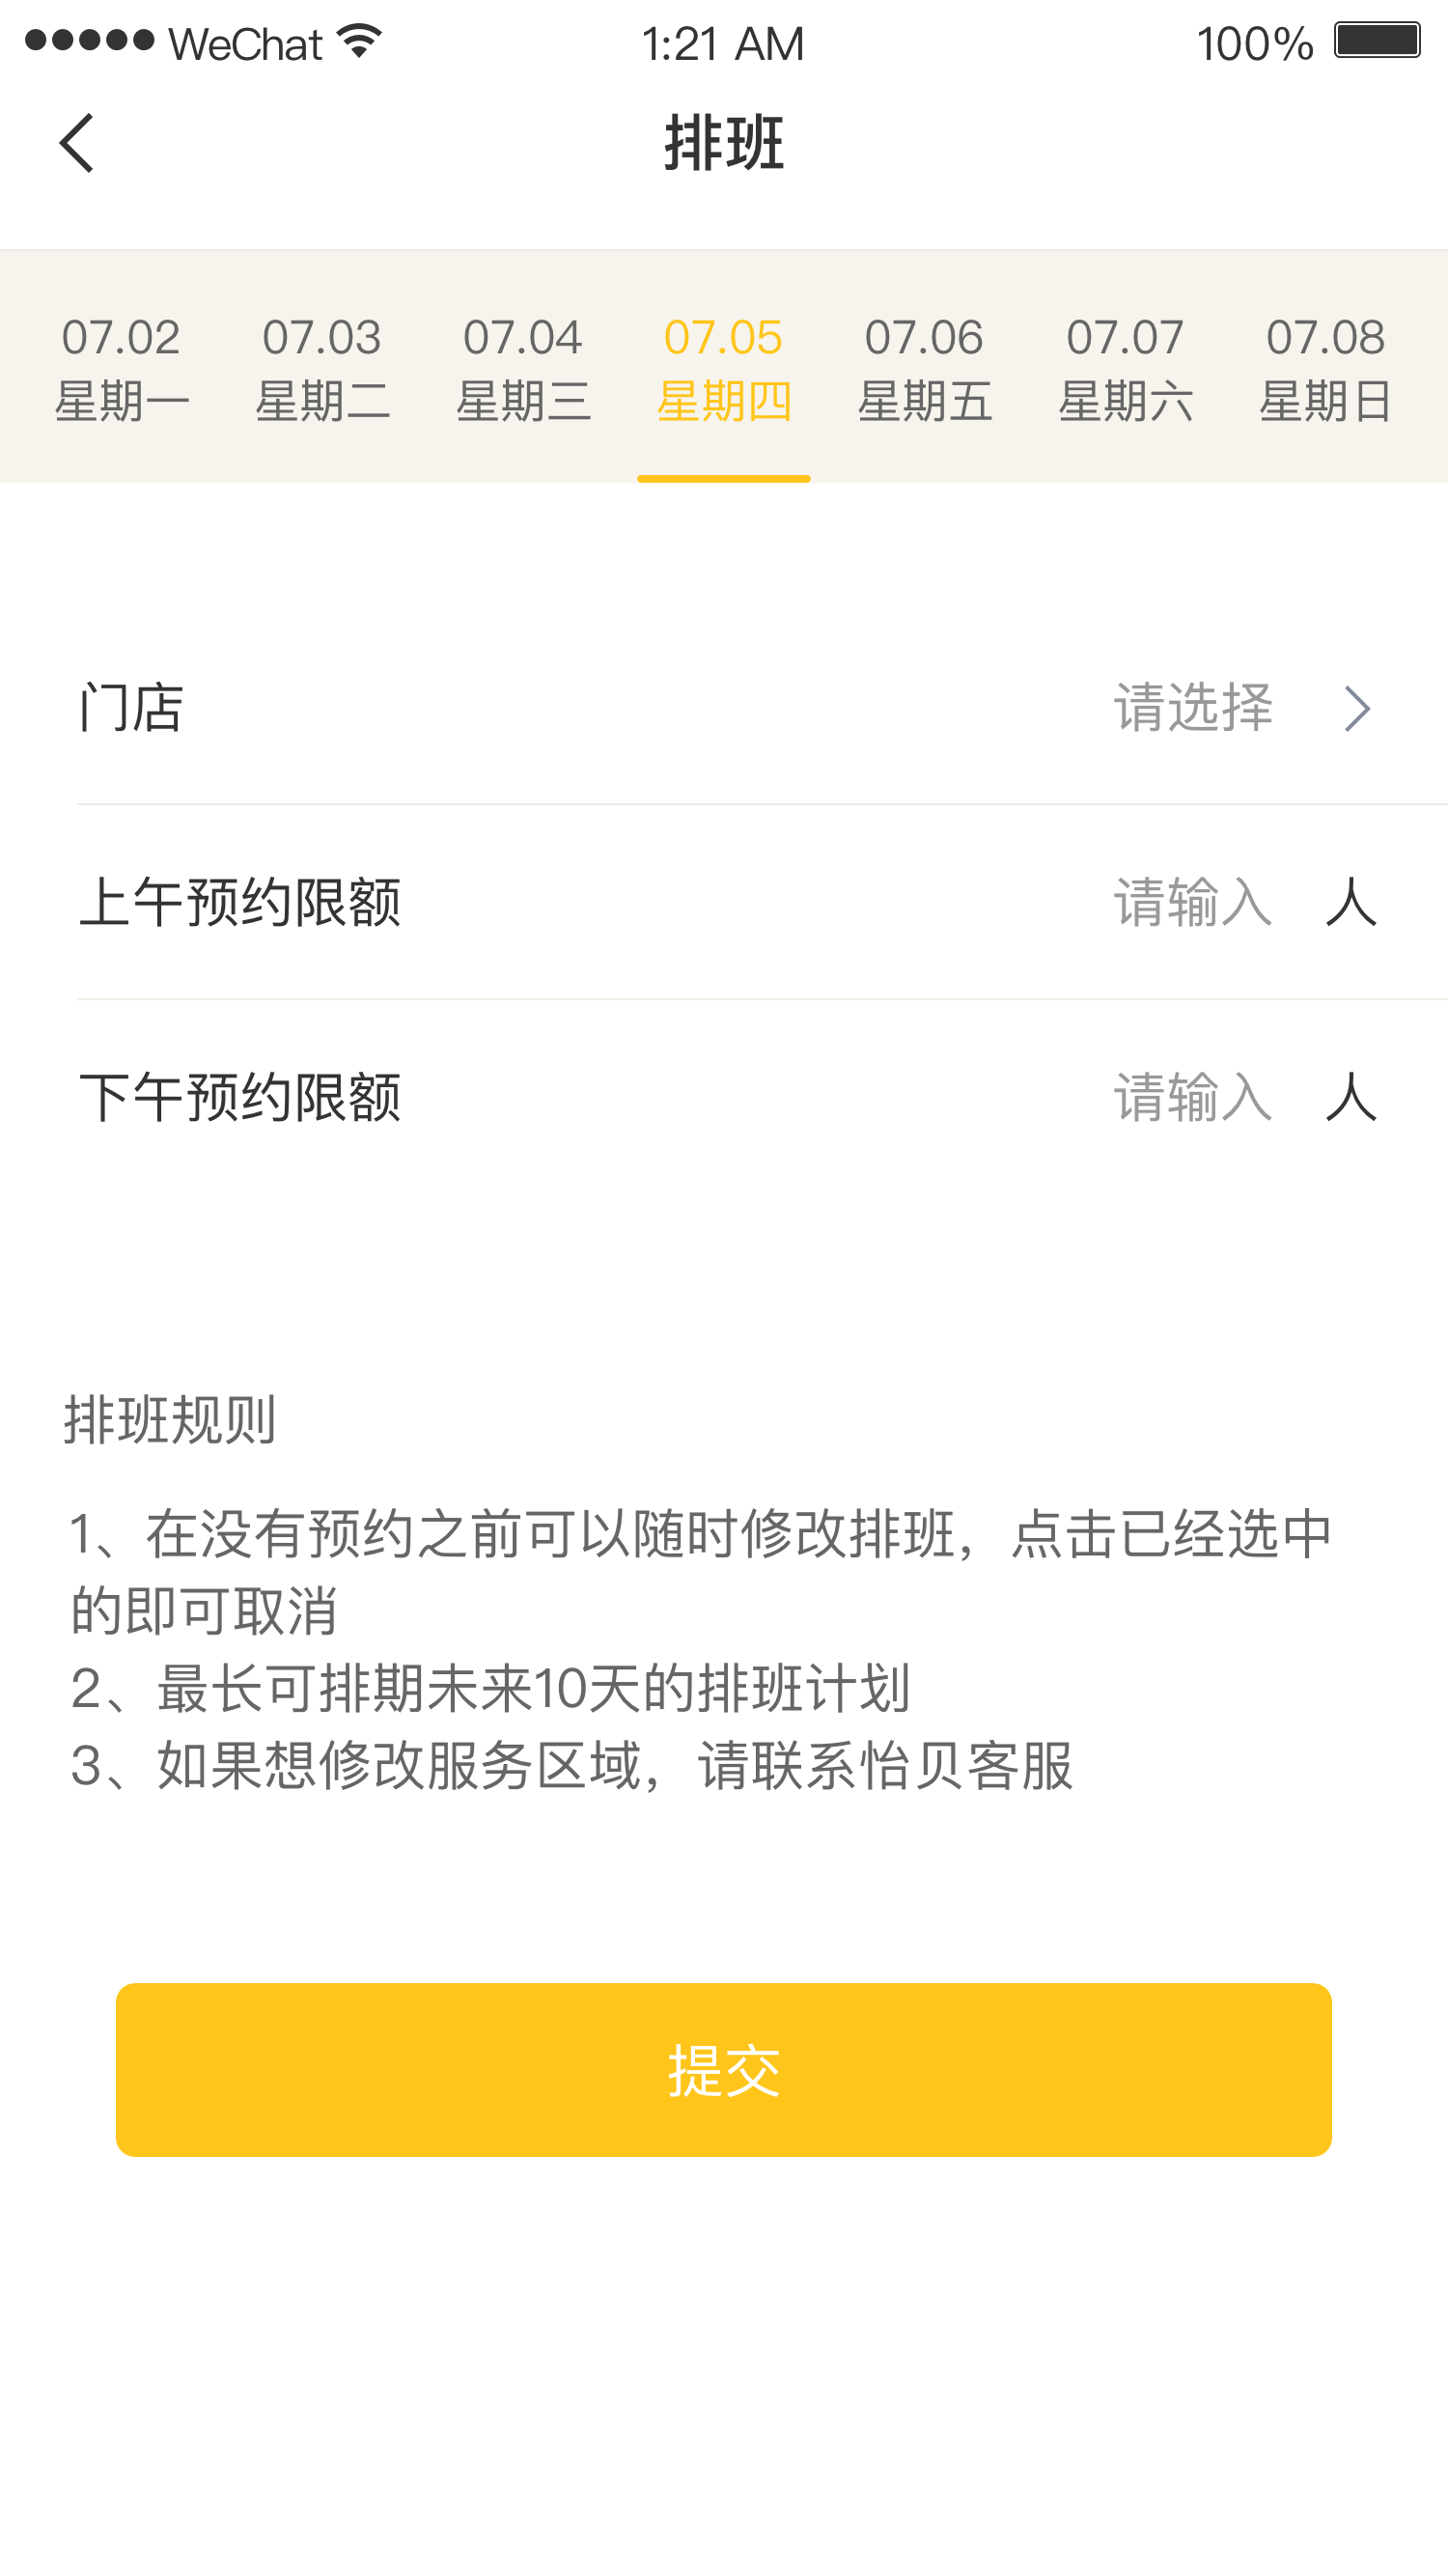 WeChat 1:21 AM 100%
排班
07.02 07.03 07.04 07.05 07.06 07.07 07.08
星期一 星期二 星期三 星期四 星期五 星期六 星期日
门店 请选择
上午预约限额 请输入 人
下午预约限额 请输入 人
排班规则
1、在没有预约之前可以随时修改排班，点击已经选中
的即可取消
2、最长可排期未来10天的排班计划
3、如果想修改服务区域，请联系怡贝客服
提交